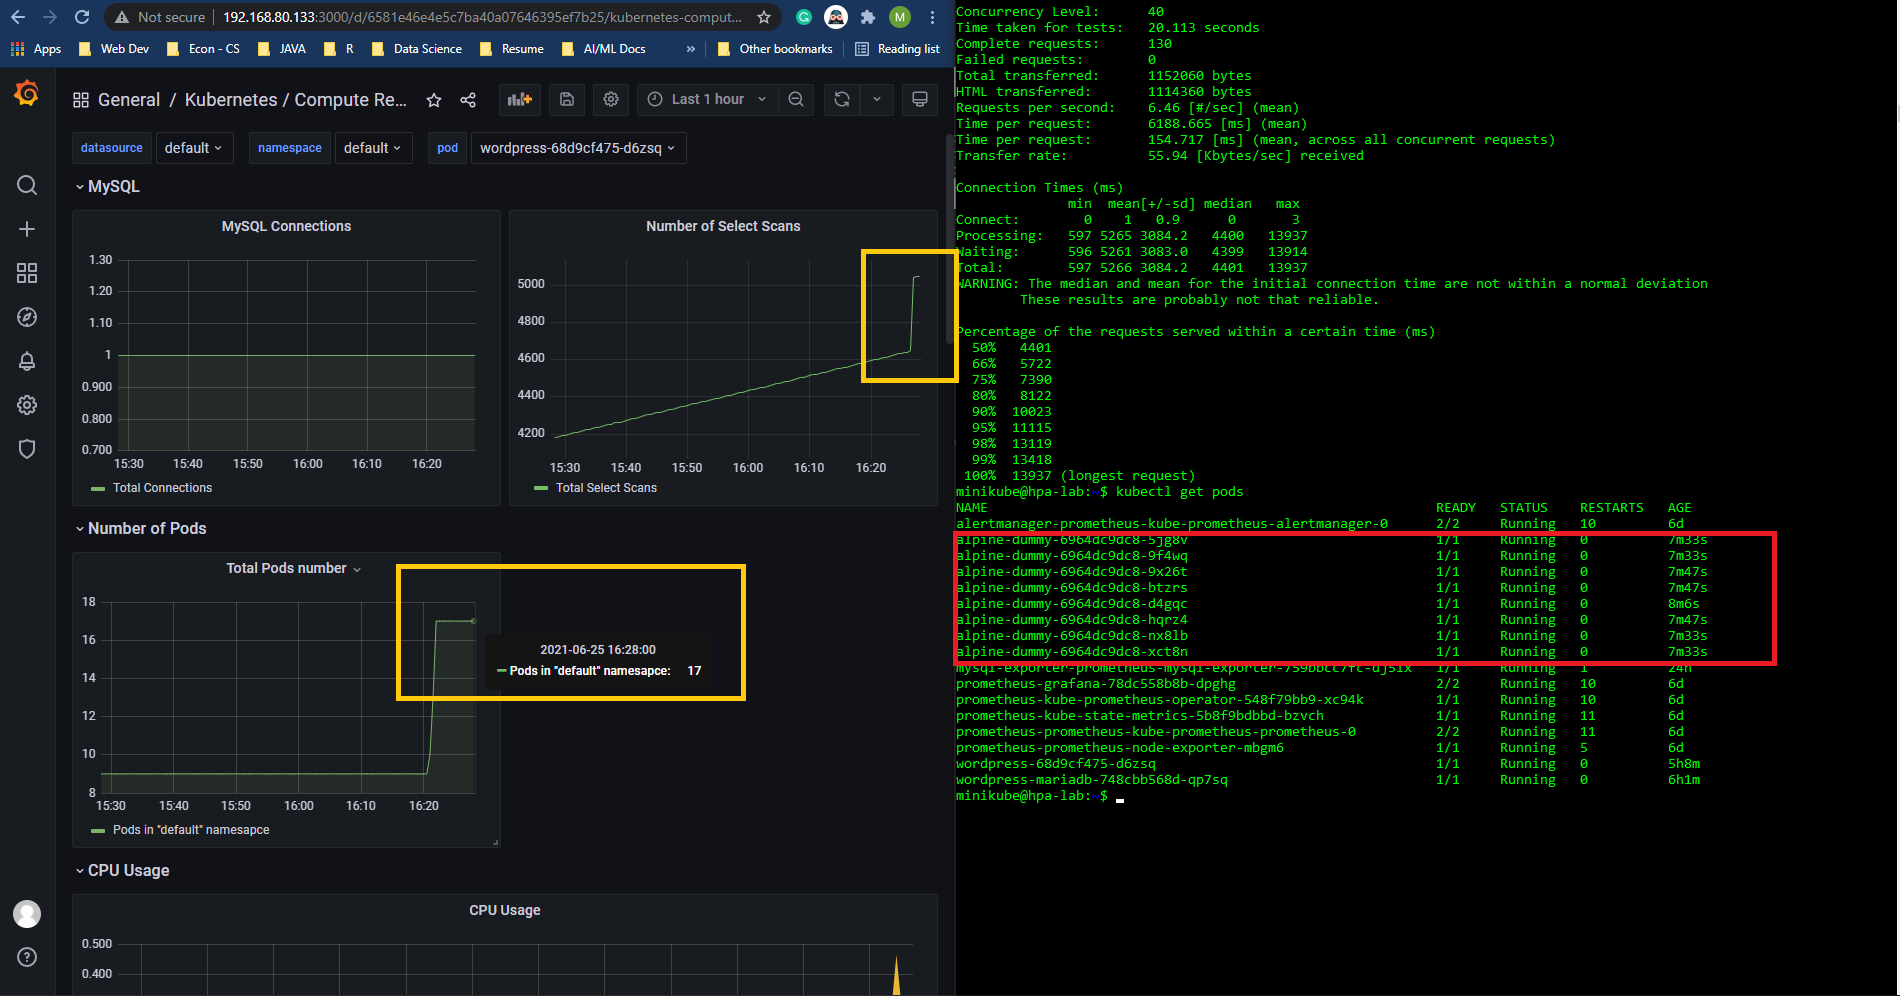 Not secure | 192.168.80.133:3000/d/6581e46e4e5c7ba40a07646395ef7b25/kubernetes-comput...
M
Apps Web Dev Econ - CS JAVA R Data Science Resume AI/ML Docs » Other bookmarks Reading list
General / Kubernetes / Compute Re...
Last 1 hour
datasource default namespace default pod wordpress-68d9cf475-d6zsq
MySQL
MySQL Connections
1.30
1.20
1.10
1
0.900
0.800
0.700
15:30 15:40 15:50 16:00 16:10 16:20
Total Connections
Number of Select Scans
5000
4800
4600
4400
4200
15:30 15:40 15:50 16:00 16:10 16:20
Total Select Scans
Number of Pods
Total Pods number
18
16
14
12
10
8
15:30 15:40 15:50 16:00 16:10 16:20
2021-06-25 16:28:00
Pods in "default" namesapce: 17
Pods in "default" namesapce
CPU Usage
CPU Usage
0.500
0.400
Concurrency Level: 40
Time taken for tests: 20.113 seconds
Complete requests: 130
Failed requests: 0
Total transferred: 1152060 bytes
HTML transferred: 1114360 bytes
Requests per second: 6.46 [#/sec] (mean)
Time per request: 6188.665 [ms] (mean)
Time per request: 154.717 [ms] (mean, across all concurrent requests)
Transfer rate: 55.94 [Kbytes/sec] received
Connection Times (ms)
min mean[+/-sd] median max
Connect: 0 1 0.9 0 3
Processing: 597 5265 3084.2 4400 13937
Waiting: 596 5261 3083.0 4399 13914
Total: 597 5266 3084.2 4401 13937
WARNING: The median and mean for the initial connection time are not within a normal deviation
These results are probably not that reliable.
Percentage of the requests served within a certain time (ms)
50% 4401
66% 5722
75% 7390
80% 8122
90% 10023
95% 11115
98% 13119
99% 13418
100% 13937 (longest request)
minikube@hpa-lab:~$ kubectl get pods
NAME READY STATUS RESTARTS AGE
alertmanager-prometheus-kube-prometheus-alertmanager-0 2/2 Running 10 6d
alpine-dummy-6964dc9dc8-5jg8v 1/1 Running 0 7m33s
alpine-dummy-6964dc9dc8-9f4wq 1/1 Running 0 7m33s
alpine-dummy-6964dc9dc8-9x26t 1/1 Running 0 7m47s
alpine-dummy-6964dc9dc8-btzrs 1/1 Running 0 7m47s
alpine-dummy-6964dc9dc8-d4gqc 1/1 Running 0 8m6s
alpine-dummy-6964dc9dc8-hqrz4 1/1 Running 0 7m47s
alpine-dummy-6964dc9dc8-nx8lb 1/1 Running 0 7m33s
alpine-dummy-6964dc9dc8-xct8n 1/1 Running 0 7m33s
mysql-exporter-prometheus-mysql-exporter-759bbcc7fc-dj5ix 1/1 Running 1 24h
prometheus-grafana-78dc558b8b-dpghg 2/2 Running 10 6d
prometheus-kube-prometheus-operator-548f79bb9-xc94k 1/1 Running 10 6d
prometheus-kube-state-metrics-5b8f9bdbbd-bzvch 1/1 Running 11 6d
prometheus-prometheus-kube-prometheus-prometheus-0 2/2 Running 11 6d
prometheus-prometheus-node-exporter-mbgm6 1/1 Running 5 6d
wordpress-68d9cf475-d6zsq 1/1 Running 0 5h8m
wordpress-mariadb-748cbb568d-qp7sq 1/1 Running 0 6h1m
minikube@hpa-lab:~$